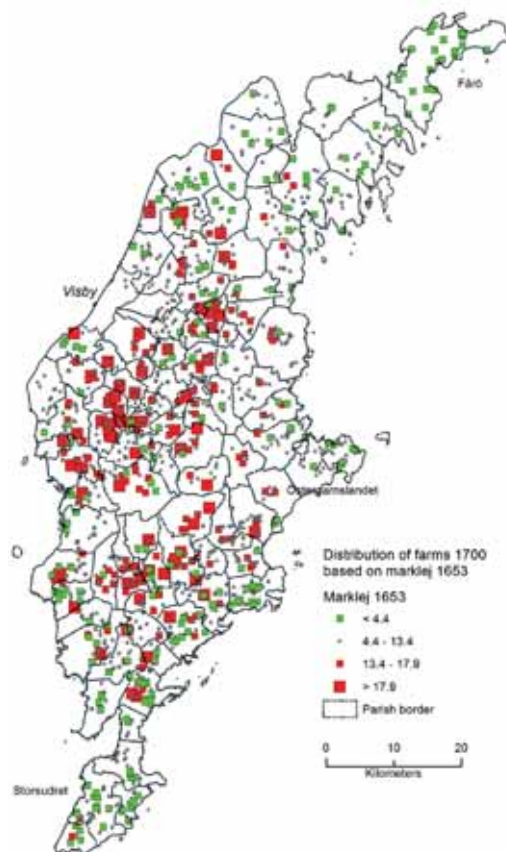 Fårö
Visby
Östergarnslandet
Distribution of farms 1700
based on marklej 1653
Marklej 1653
< 4.4
4.4 - 13.4
13.4 - 17.9
> 17.9
Parish border
0 10 20
Kilometers
Storsudret